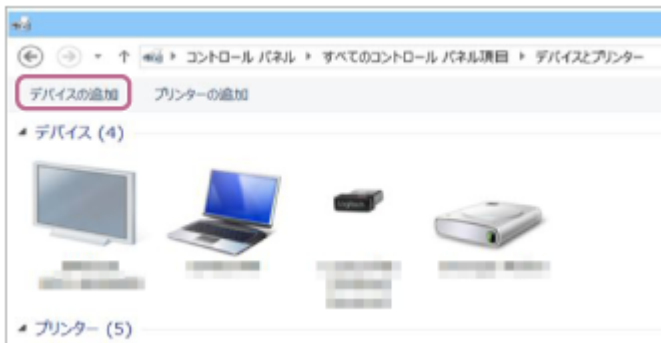 コントロール パネル ▸ すべてのコントロール パネル項目 ▸ デバイスとプリンター
デバイスの追加 プリンターの追加
デバイス (4)
Logitech
プリンター (5)